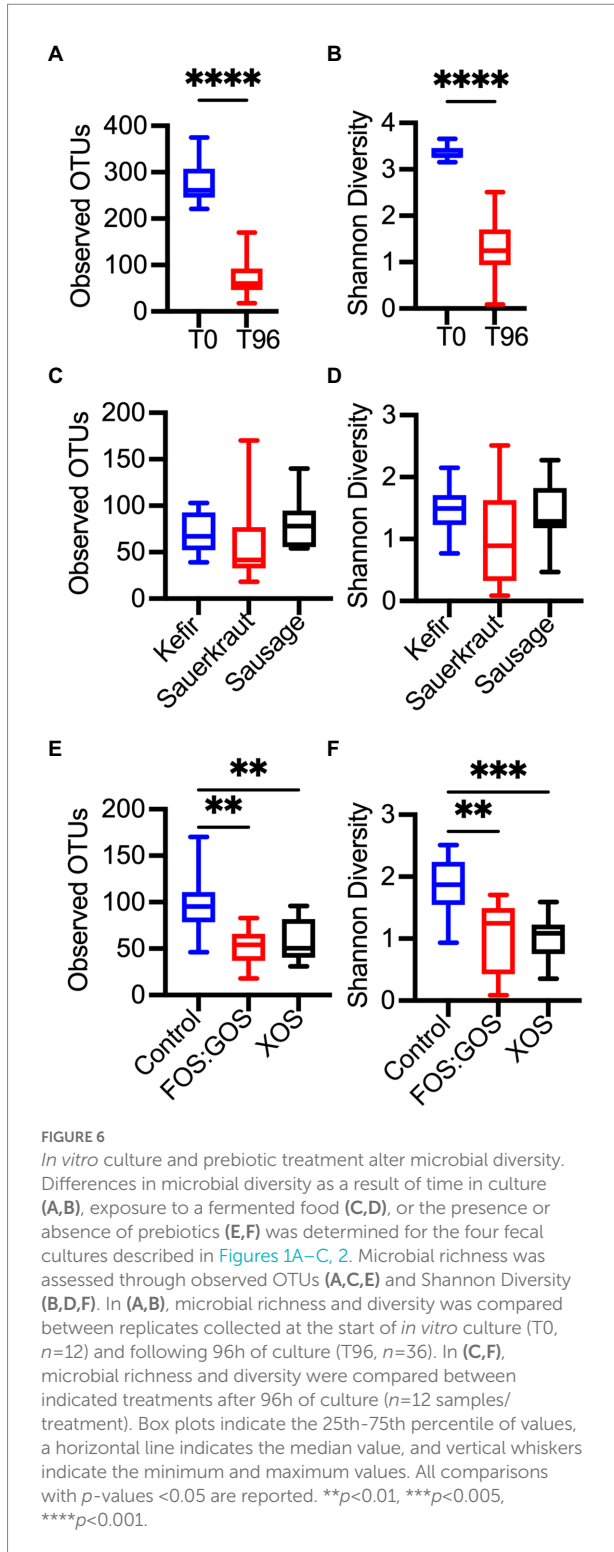 A
B
****
****
Observed OTUs
400
300
200
100
0
T0
T96
Shannon Diversity
4
3
2
1
0
T0
T96
C
D
Observed OTUs
200
150
100
50
0
Kefir
Sauerkraut
Sausage
Shannon Diversity
3
2
1
0
Kefir
Sauerkraut
Sausage
E
F
**
**
Observed OTUs
200
150
100
50
0
Control
FOS:GOS
XOS
***
**
Shannon Diversity
3
2
1
0
Control
FOS:GOS
XOS
FIGURE 6
In vitro culture and prebiotic treatment alter microbial diversity.
Differences in microbial diversity as a result of time in culture
(A,B), exposure to a fermented food (C,D), or the presence or
absence of prebiotics (E,F) was determined for the four fecal
cultures described in Figures 1A–C, 2. Microbial richness was
assessed through observed OTUs (A,C,E) and Shannon Diversity
(B,D,F). In (A,B), microbial richness and diversity was compared
between replicates collected at the start of in vitro culture (T0,
n=12) and following 96h of culture (T96, n=36). In (C,F),
microbial richness and diversity were compared between
indicated treatments after 96h of culture (n=12 samples/
treatment). Box plots indicate the 25th-75th percentile of values,
a horizontal line indicates the median value, and vertical whiskers
indicate the minimum and maximum values. All comparisons
with p-values <0.05 are reported. **p<0.01, ***p<0.005,
****p<0.001.